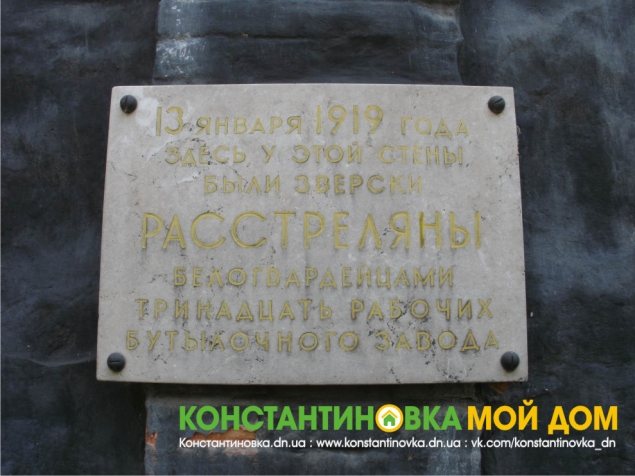 13 ЯНВАРЯ 1919 ГОДА
ЗДЕСЬ У ЭТОЙ СТЕНЫ
БЫЛИ ЗВЕРСКИ
РАССТРЕЛЯНЫ
БЕЛОГВАРДЕЙЦАМИ
ТРИНАДЦАТЬ РАБОЧИХ
БУТЫЛОЧНОГО ЗАВОДА
КОНСТАНТИНОВКА МОЙ ДОМ
Константиновка.dn.ua : www.konstantinovka.dn.ua : vk.com/konstantinovka_dn